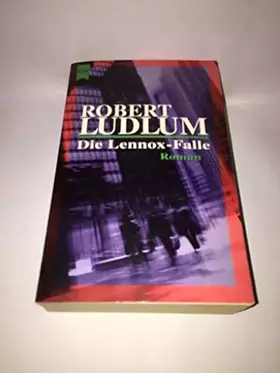 ROBERT
LUDLUM
Die Lennox-Falle
Roman